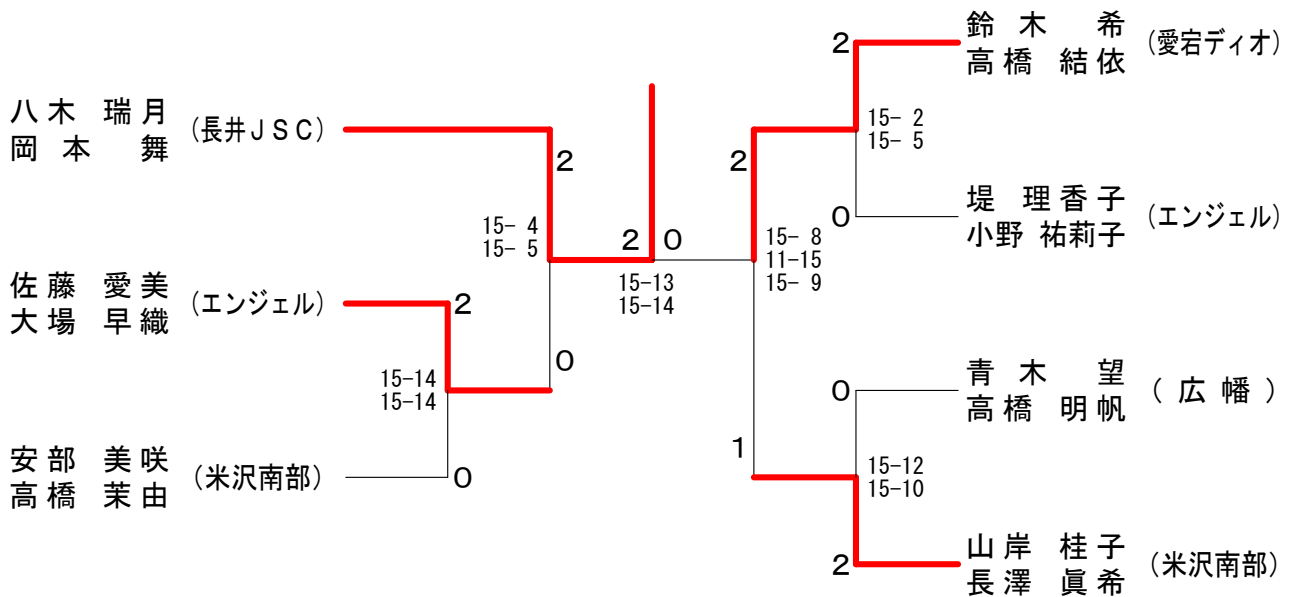 八木 瑞月
岡本 舞
(長井ＪＳＣ)
2
15- 4
15- 5
佐藤 愛美
大場 早織
(エンジェル)
2
0
15-14
15-14
安部 美咲
高橋 茉由
(米沢南部)
0
2
0
15-13
15-14
鈴木 希
高橋 結依
(愛宕ディオ)
2
15- 2
15- 5
2
堤 理香子
小野 祐莉子
(エンジェル)
0
15- 8
11-15
15- 9
青木 望
高橋 明帆
(広幡)
0
1
15-12
15-10
山岸 桂子
長澤 眞希
(米沢南部)
2